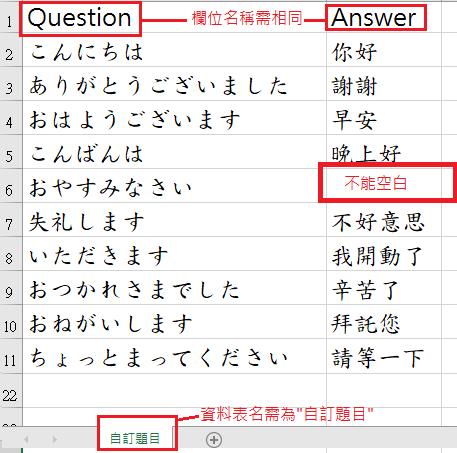 1 Question 欄位名稱需相同 Answer
2 こんにちは 你好
3 ありがとうございました 謝謝
4 おはようございます 早安
5 こんばんは 晚上好
6 おやすみなさい 不能空白
7 失礼します 不好意思
8 いただきます 我開動了
9 おつかれさまでした 辛苦了
10 おねがいします 拜託您
11 ちょっとまってください 請等一下
22
資料表名需為"自訂題目"
自訂題目